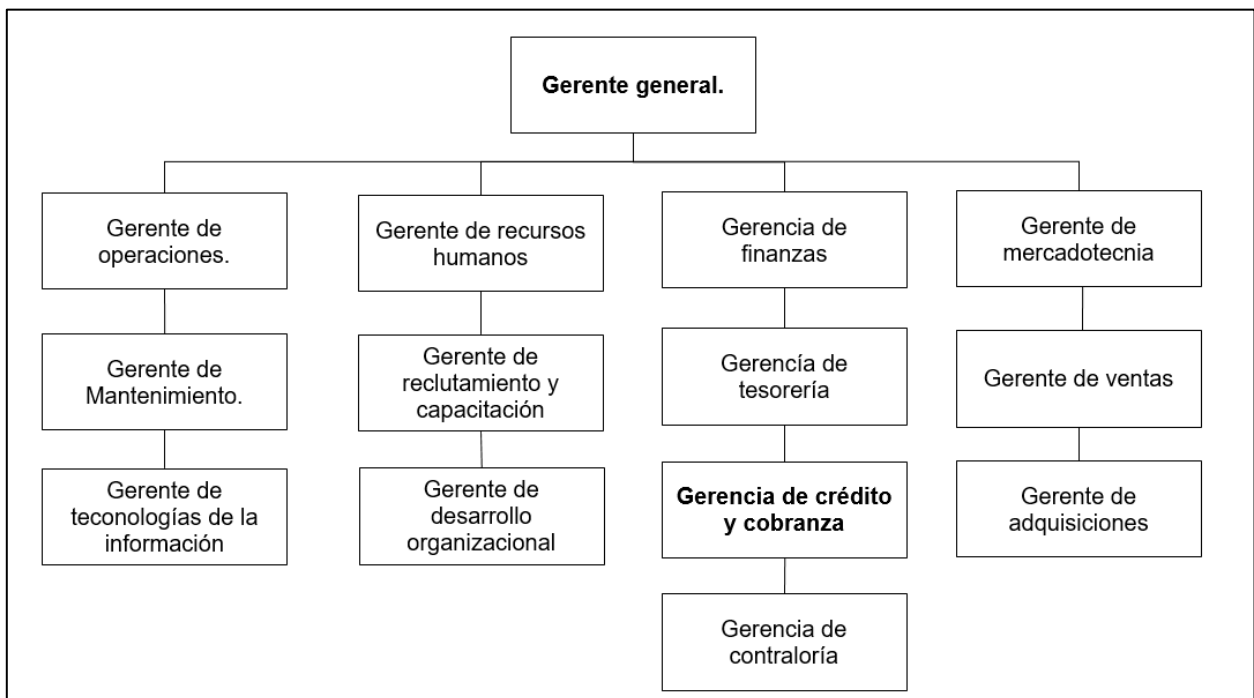 Gerente general.
Gerente de
operaciones.
Gerente de recursos
humanos
Gerencia de
finanzas
Gerente de
mercadotecnia
Gerente de
Mantenimiento.
Gerente de
reclutamiento y
capacitación
Gerencía de
tesorería
Gerente de ventas
Gerente de
teconologías de la
información
Gerente de
desarrollo
organizacional
Gerencia de crédito
y cobranza
Gerente de
adquisiciones
Gerencia de
contraloría